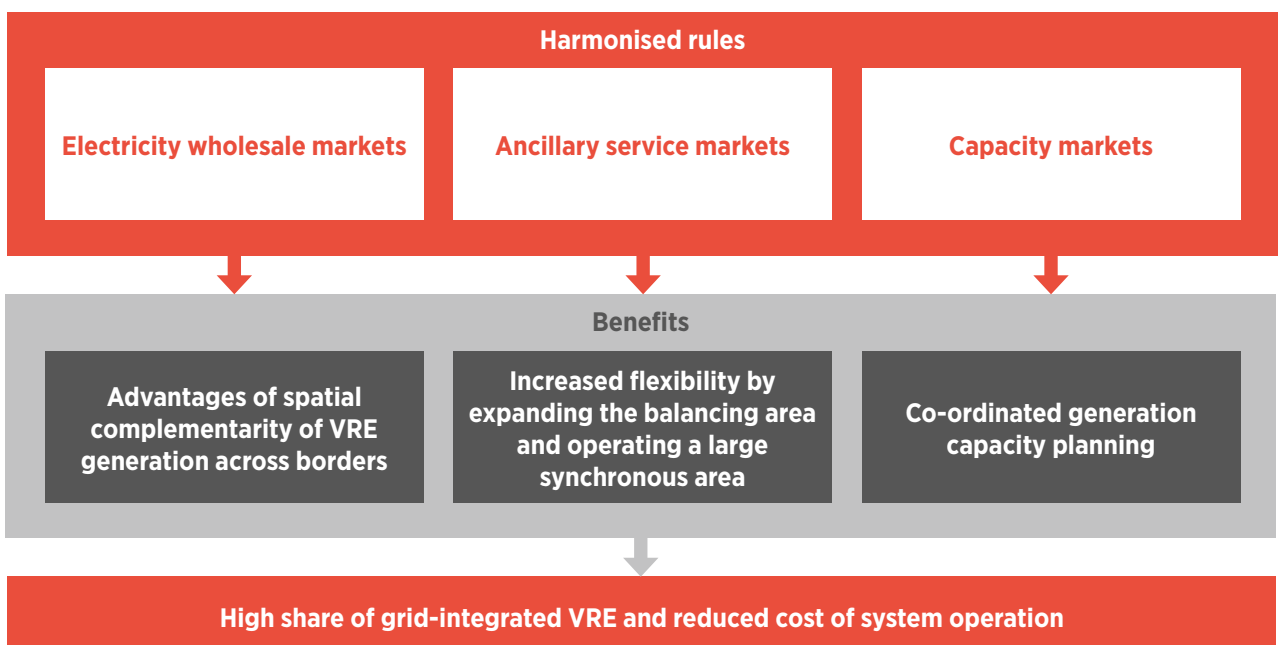 Harmonised rules
Electricity wholesale markets
Ancillary service markets
Capacity markets
Benefits
Advantages of spatial
complementarity of VRE
generation across borders
Increased flexibility by
expanding the balancing area
and operating a large
synchronous area
Co-ordinated generation
capacity planning
High share of grid-integrated VRE and reduced cost of system operation